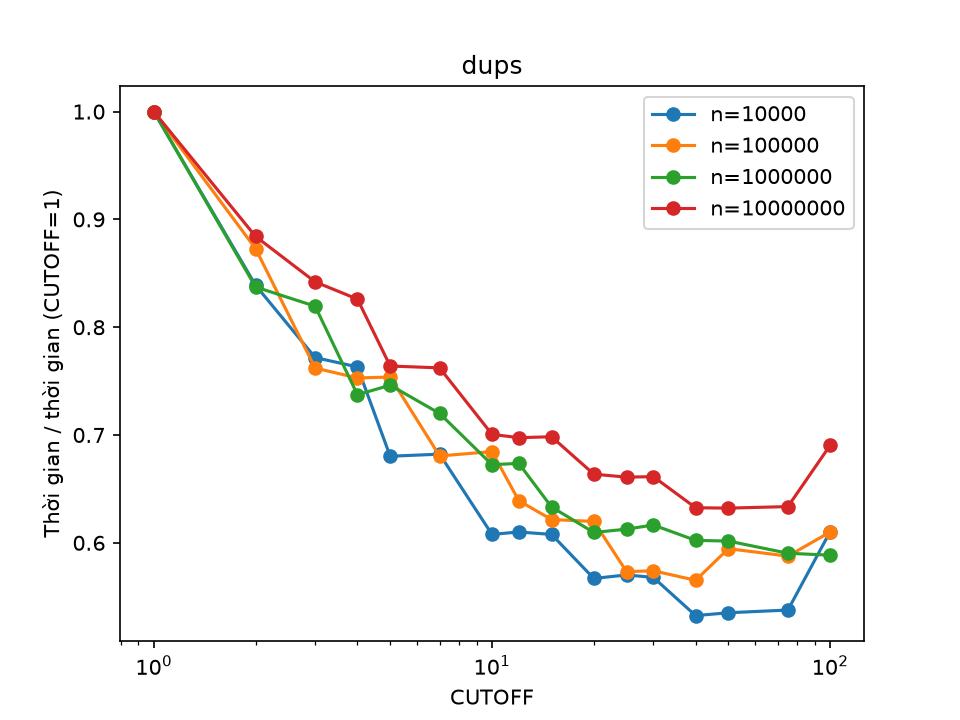 dups
Thời gian / thời gian (CUTOFF=1)
1.0
0.9
0.8
0.7
0.6
n=10000
n=100000
n=1000000
n=10000000
10⁰
10¹
10²
CUTOFF